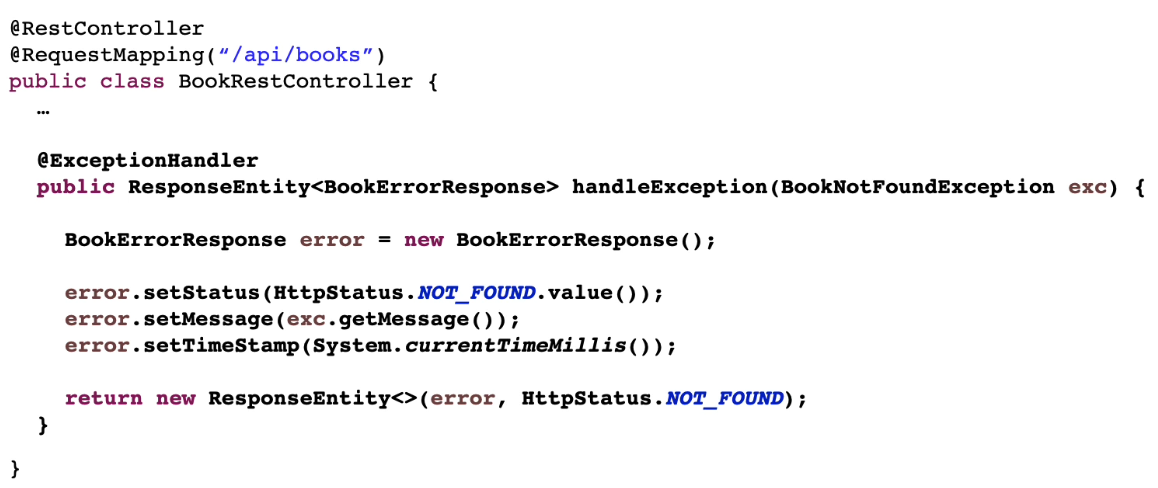 @RestController
@RequestMapping(“/api/books”)
public class BookRestController {
…
@ExceptionHandler
public ResponseEntity<BookErrorResponse> handleException(BookNotFoundException exc) {
BookErrorResponse error = new BookErrorResponse();
error.setStatus(HttpStatus.NOT_FOUND.value());
error.setMessage(exc.getMessage());
error.setTimeStamp(System.currentTimeMillis());
return new ResponseEntity<>(error, HttpStatus.NOT_FOUND);
}
}